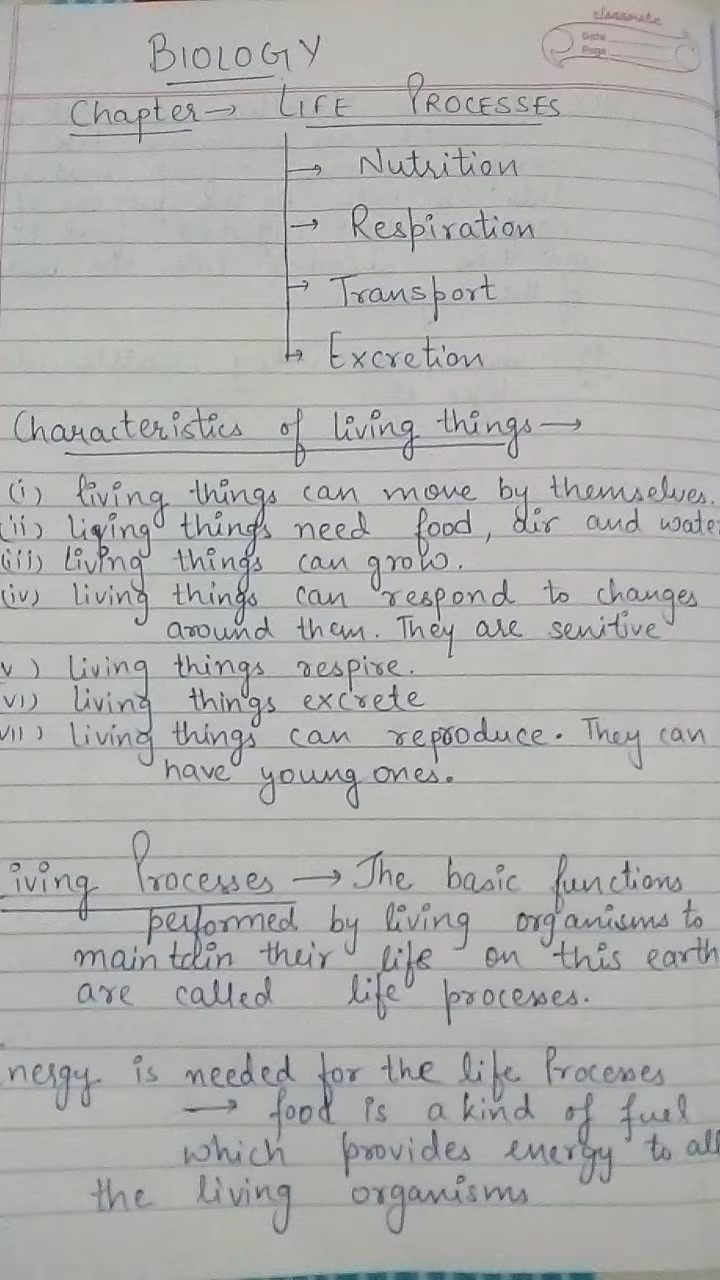 classmate
Date
Page
BIOLOGY
Chapter → LIFE PROCESSES
→ Nutrition
→ Respiration
→ Transport
→ Excretion
Characteristics of living things →
(i) living things can move by themselves.
(ii) living things need food, air and water
(iii) Living things can grow.
(iv) living things can respond to changes
around them. They are senitive
v) living things respire.
vi) living things excrete
vii) living things can reproduce. They can
have young ones.
iving Processes → The basic functions
performed by living organisms to
maintain their life on this earth
are called life processes.
nergy is needed for the life Processes
→ food is a kind of fuel
which provides energy to all
the living organisms